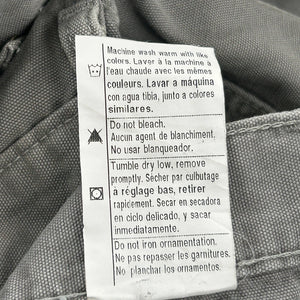 Machine wash warm with like
colors. Lavar à la machine à
l'eau chaude avec les mêmes
couleurs. Lavar a máquina
con agua tibia, junto a colores
similares.
Do not bleach.
Aucun agent de blanchiment.
No usar blanqueador.
Tumble dry low, remove
promptly. Sécher par culbutage
à réglage bas, retirer
rapidement. Secar en secadora
en ciclo delicado, y sacar
inmediatamente.
Do not iron ornamentation.
Ne pas repasser les garnitures.
No planchar los ornamentos.